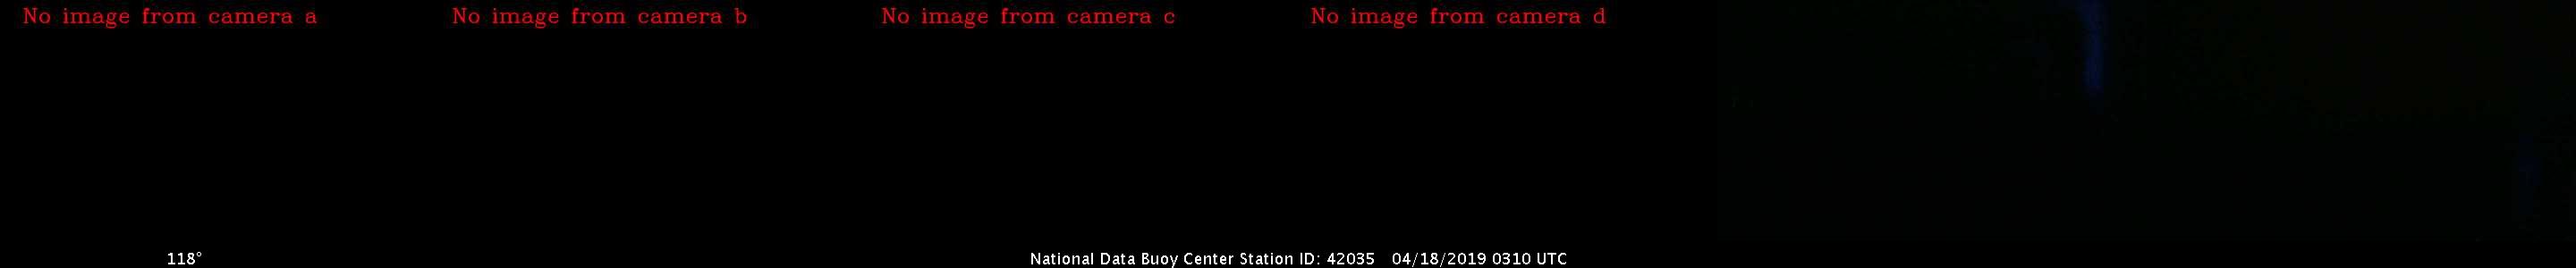 No image from camera a
No image from camera b
No image from camera c
No image from camera d
118°
National Data Buoy Center Station ID: 42035 04/18/2019 0310 UTC